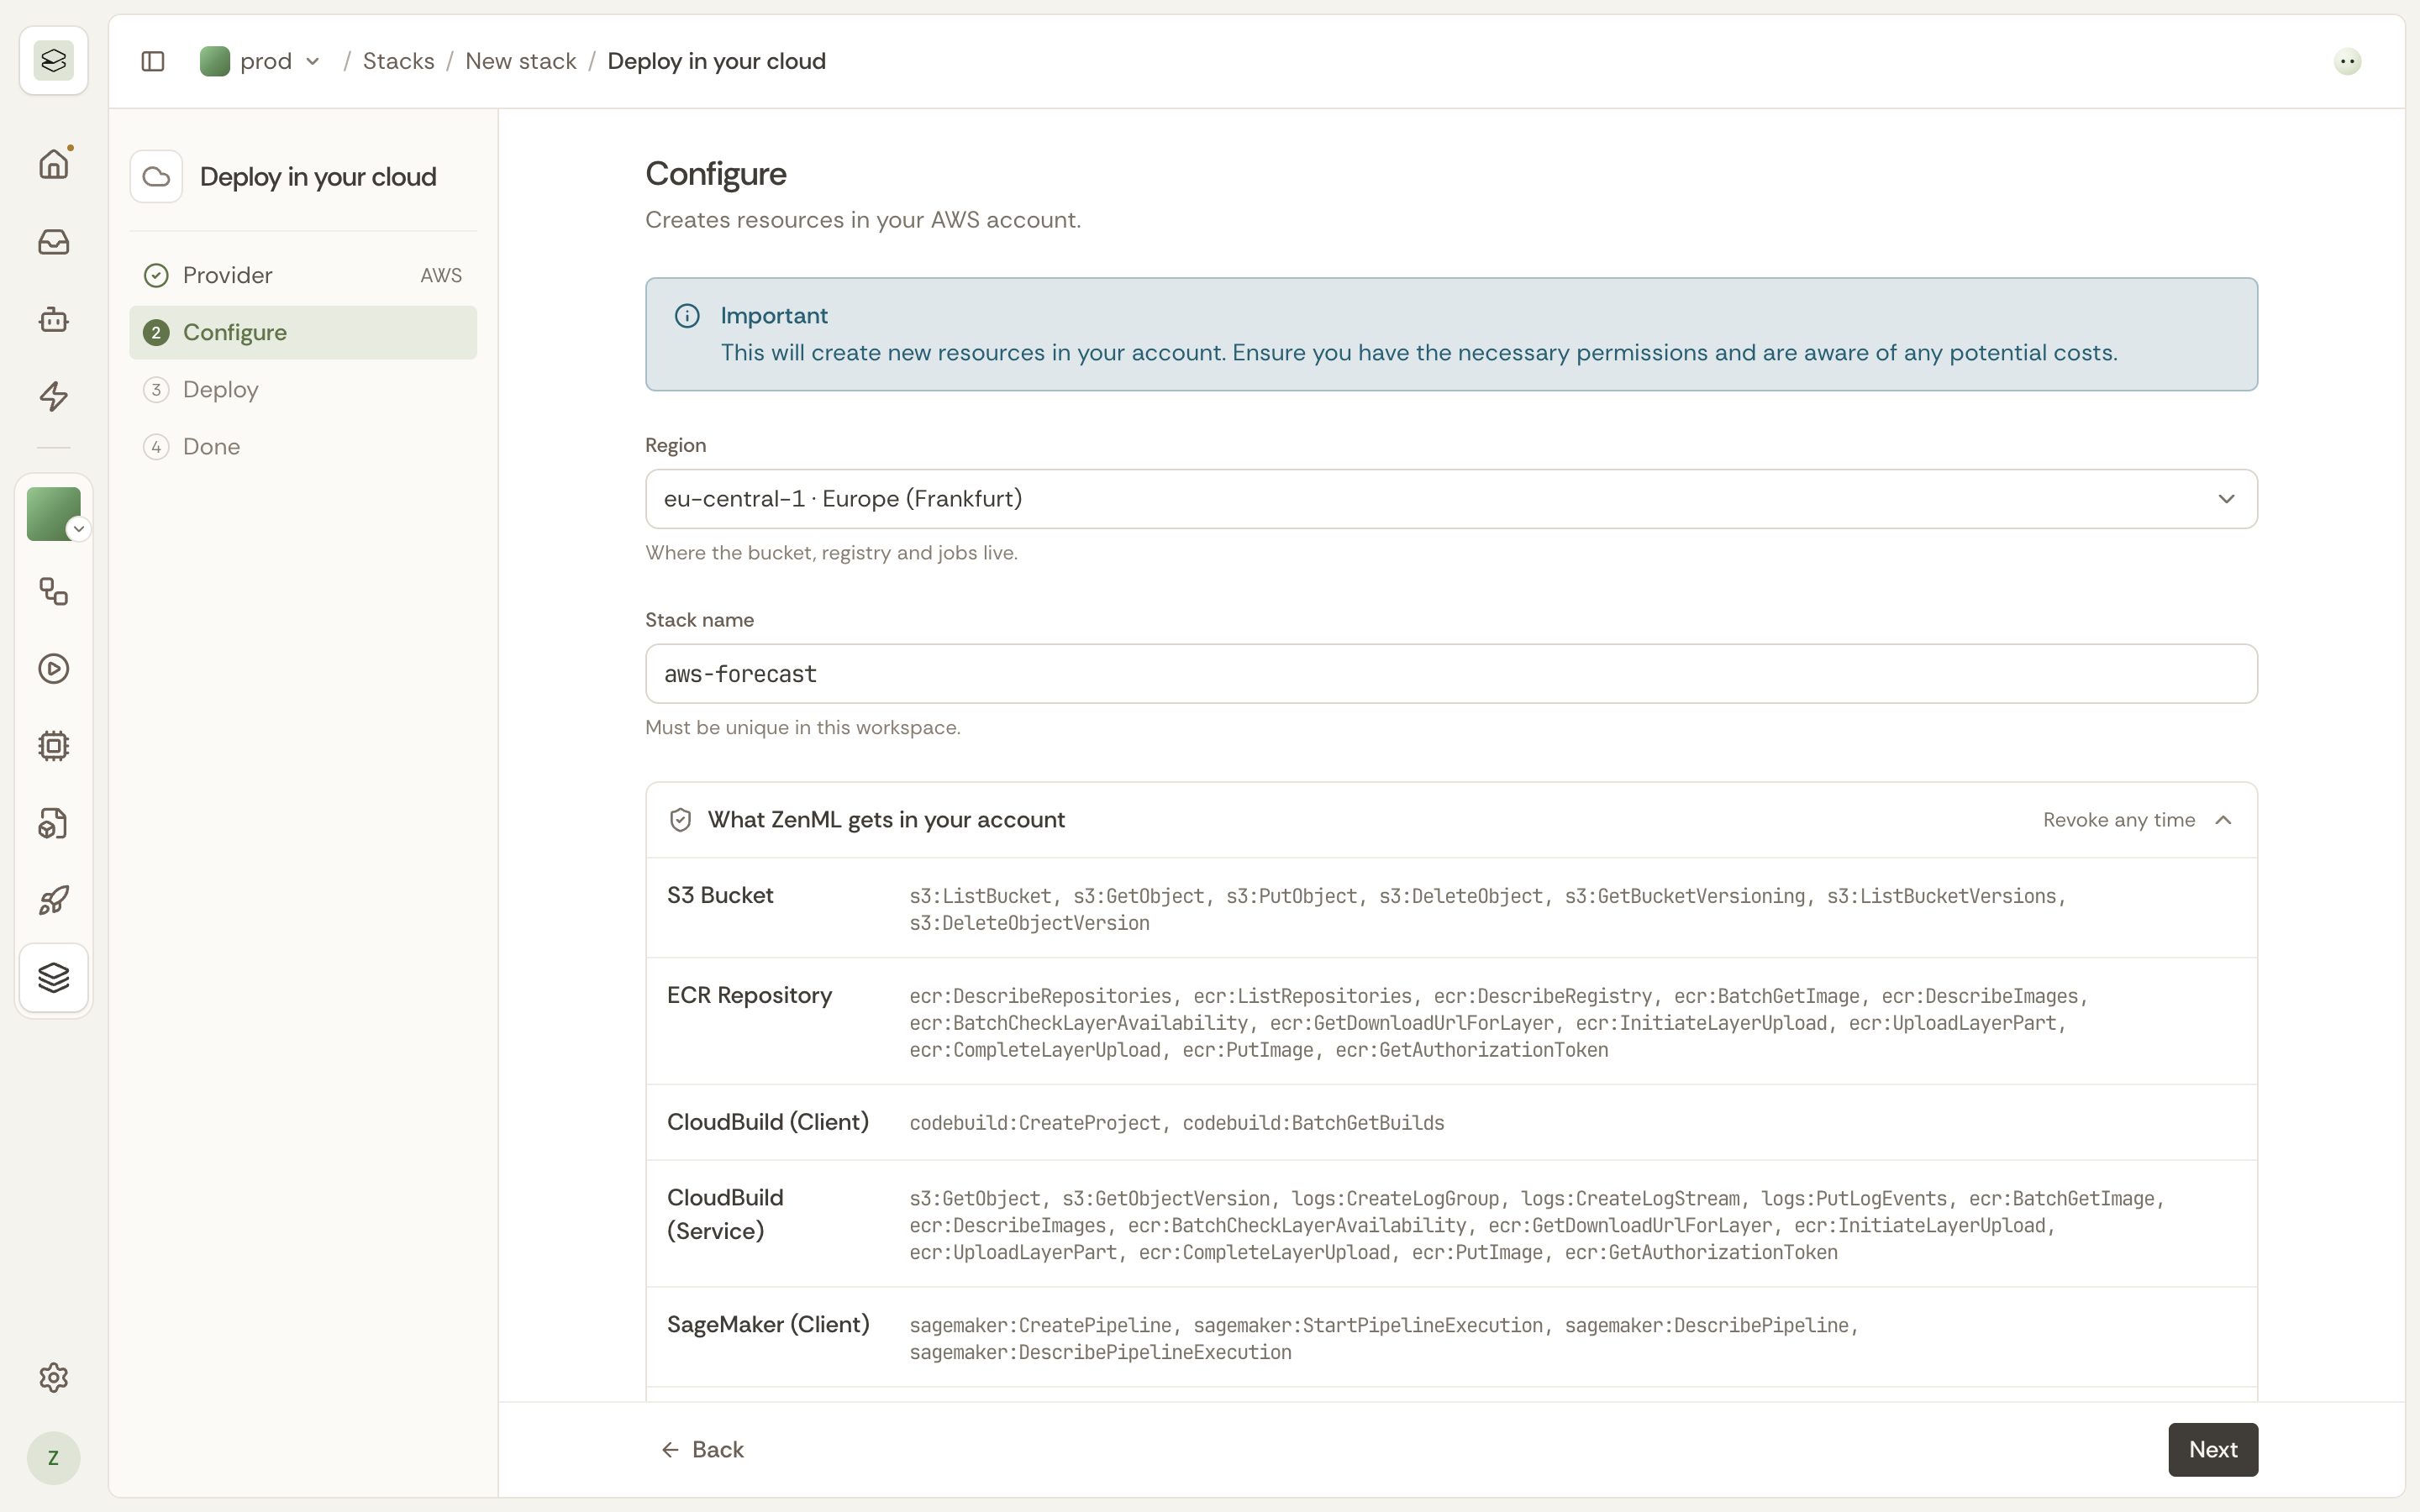 prod / Stacks / New stack / Deploy in your cloud
Deploy in your cloud
Provider AWS
2 Configure
3 Deploy
4 Done
Z
Configure
Creates resources in your AWS account.
Important
This will create new resources in your account. Ensure you have the necessary permissions and are aware of any potential costs.
Region
eu-central-1 · Europe (Frankfurt)
Where the bucket, registry and jobs live.
Stack name
aws-forecast
Must be unique in this workspace.
What ZenML gets in your account Revoke any time
S3 Bucket s3:ListBucket, s3:GetObject, s3:PutObject, s3:DeleteObject, s3:GetBucketVersioning, s3:ListBucketVersions,
s3:DeleteObjectVersion
ECR Repository ecr:DescribeRepositories, ecr:ListRepositories, ecr:DescribeRegistry, ecr:BatchGetImage, ecr:DescribeImages,
ecr:BatchCheckLayerAvailability, ecr:GetDownloadUrlForLayer, ecr:InitiateLayerUpload, ecr:UploadLayerPart,
ecr:CompleteLayerUpload, ecr:PutImage, ecr:GetAuthorizationToken
CloudBuild (Client) codebuild:CreateProject, codebuild:BatchGetBuilds
CloudBuild
(Service)
s3:GetObject, s3:GetObjectVersion, logs:CreateLogGroup, logs:CreateLogStream, logs:PutLogEvents, ecr:BatchGetImage,
ecr:DescribeImages, ecr:BatchCheckLayerAvailability, ecr:GetDownloadUrlForLayer, ecr:InitiateLayerUpload,
ecr:UploadLayerPart, ecr:CompleteLayerUpload, ecr:PutImage, ecr:GetAuthorizationToken
SageMaker (Client) sagemaker:CreatePipeline, sagemaker:StartPipelineExecution, sagemaker:DescribePipeline,
sagemaker:DescribePipelineExecution
Back
Next